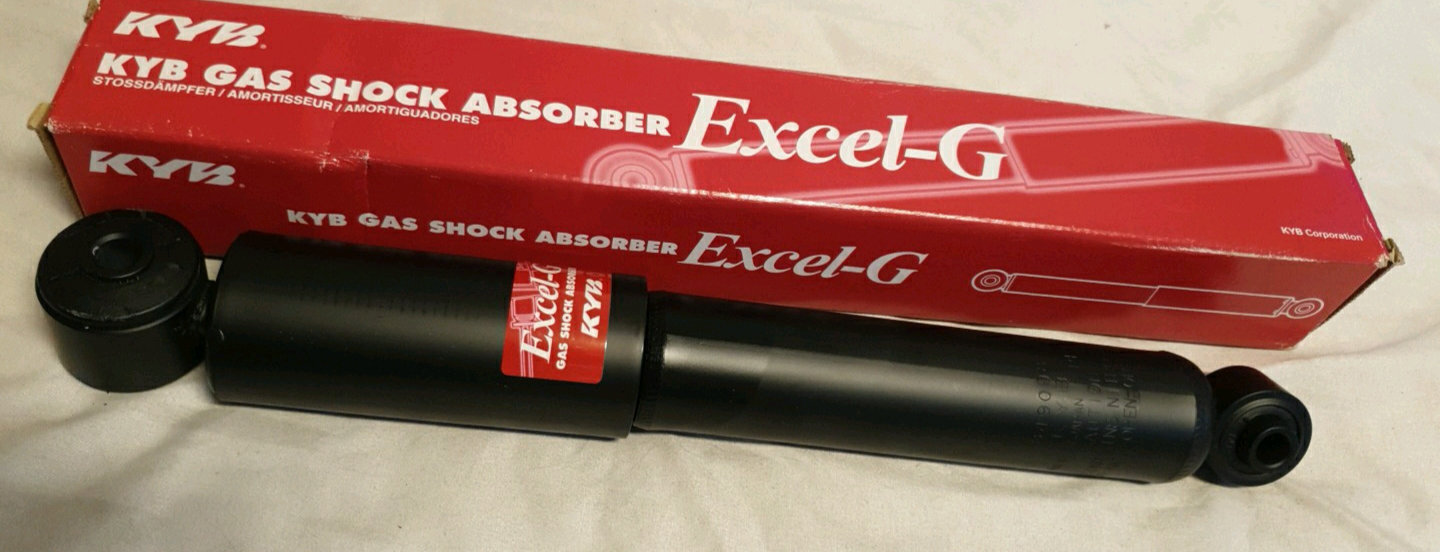 KYB
KYB GAS SHOCK ABSORBER Excel-G
STOSSDÄMPFER / AMORTISSEUR / AMORTIGUADORES
KYB
KYB GAS SHOCK ABSORBER Excel-G
KYB Corporation
Excel-G
GAS SHOCK ABSORBER
KYB